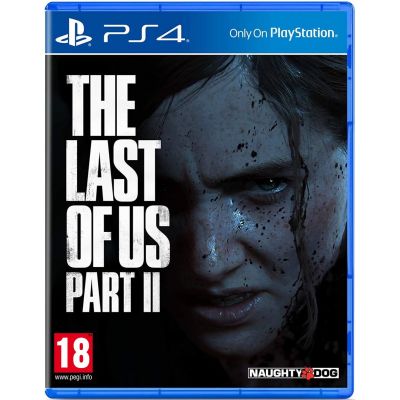 PS4
Only On PlayStation®
THE
LAST
OF US
PART II
18
www.pegi.info
NAUGHTY DOG